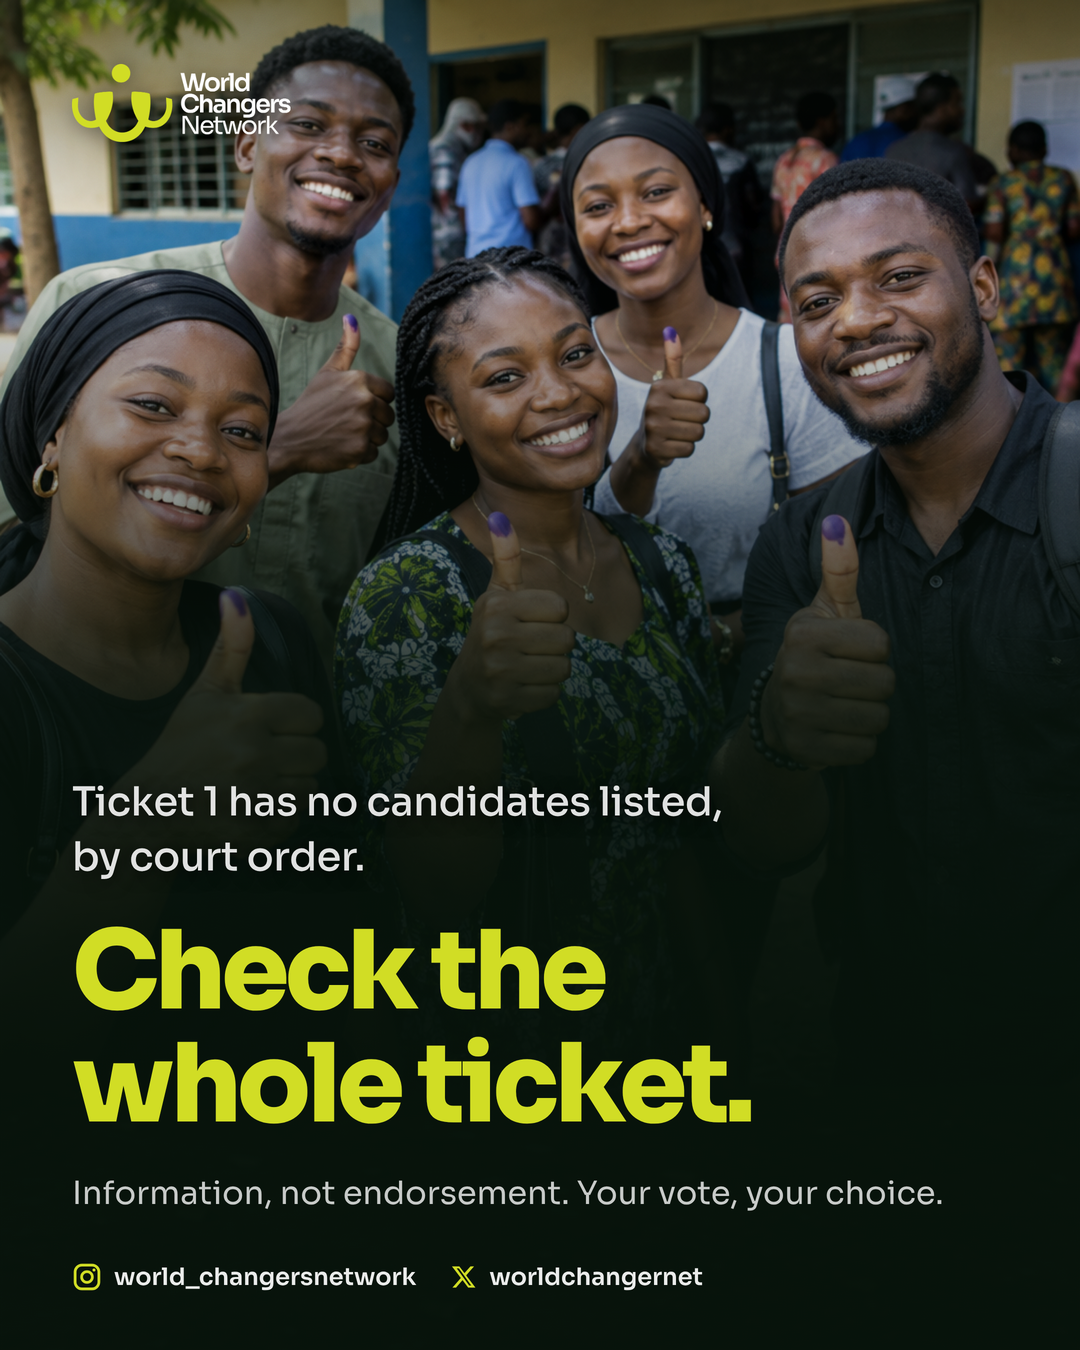 World
Changers
Network
Ticket 1 has no candidates listed,
by court order.
Check the
whole ticket.
Information, not endorsement. Your vote, your choice.
world_changersnetwork worldchangernet